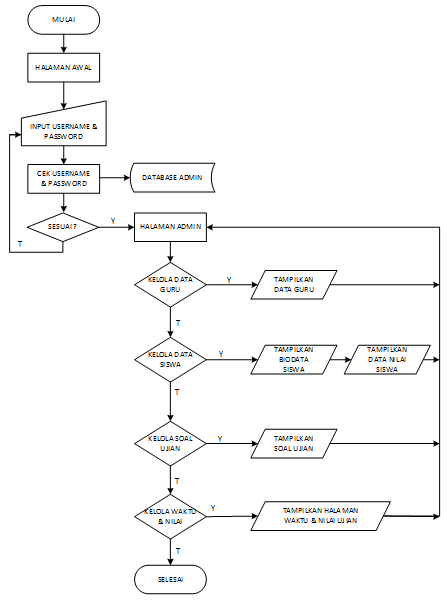 MULAI
HALAMAN AWAL
INPUT USERNAME &
PASSWORD
CEK USERNAME
& PASSWORD
DATABASE ADMIN
SESUAI ?
Y
T
HALAMAN ADMIN
KELOLA DATA
GURU
Y
TAMPILKAN
DATA GURU
T
KELOLA DATA
SISWA
Y
TAMPILKAN
BIODATA
SISWA
TAMPILKAN
DATA NILAI
SISWA
T
KELOLA SOAL
UJIAN
Y
TAMPILKAN
SOAL UJIAN
T
KELOLA WAKTU
& NILAI
Y
TAMPILKAN HALAMAN
WAKTU & NILAI UJIAN
T
SELESAI